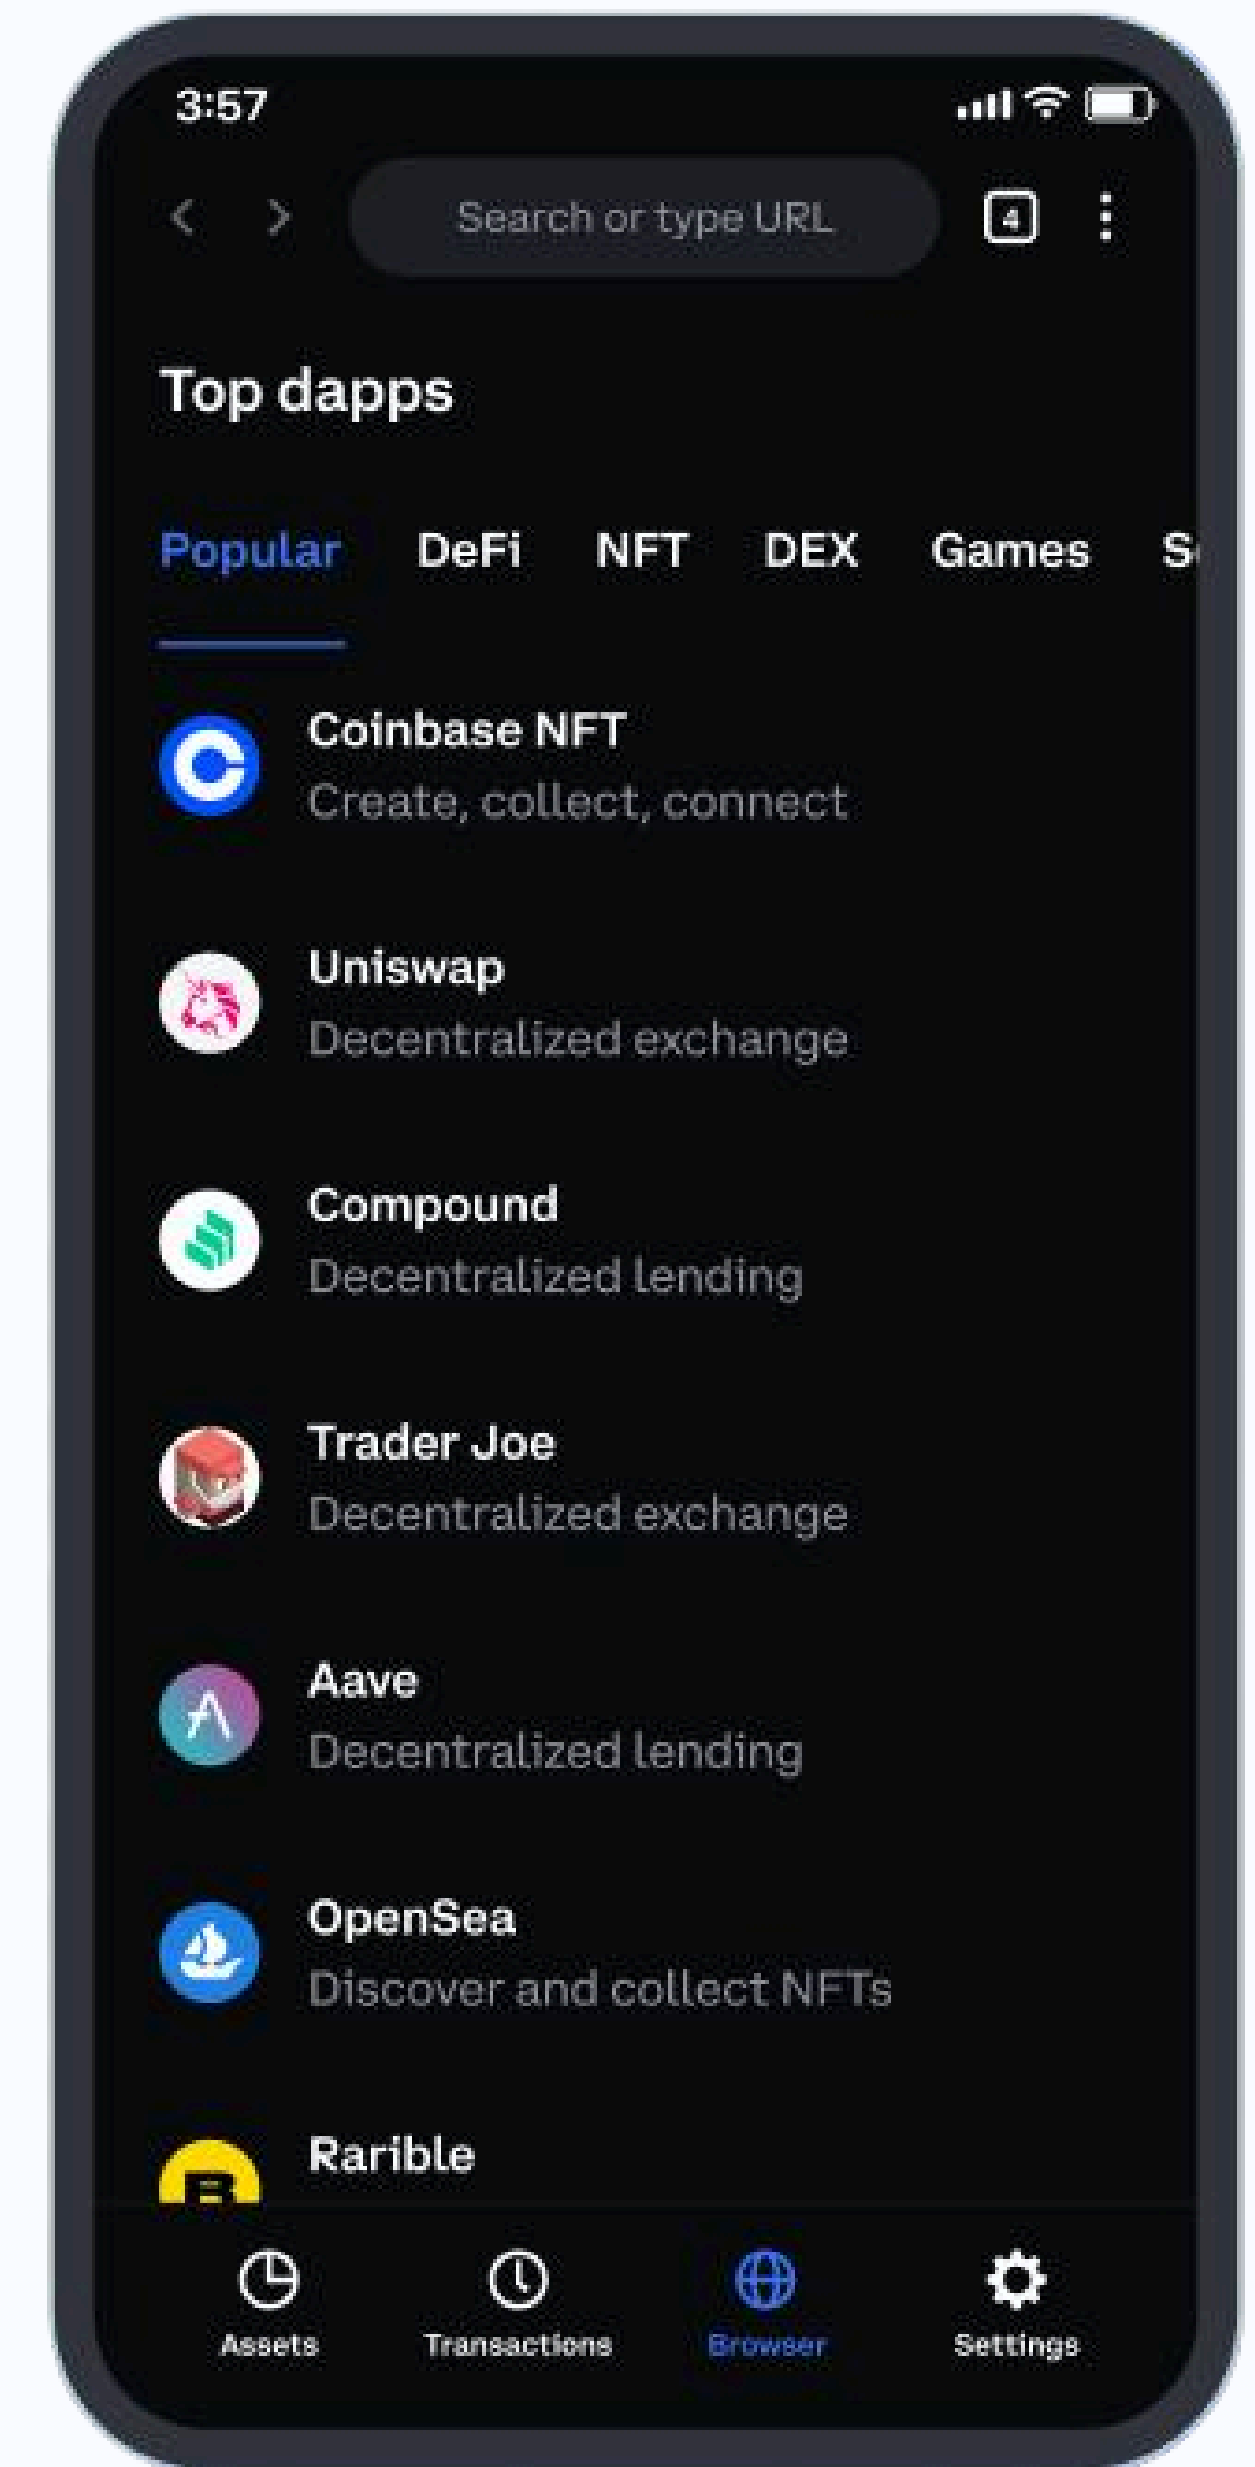 3:57
Search or type URL
4
Top dapps
Popular DeFi NFT DEX Games
Coinbase NFT
Create, collect, connect
Uniswap
Decentralized exchange
Compound
Decentralized lending
Trader Joe
Decentralized exchange
Aave
Decentralized lending
OpenSea
Discover and collect NFTs
Rarible
Assets Transactions Browser Settings